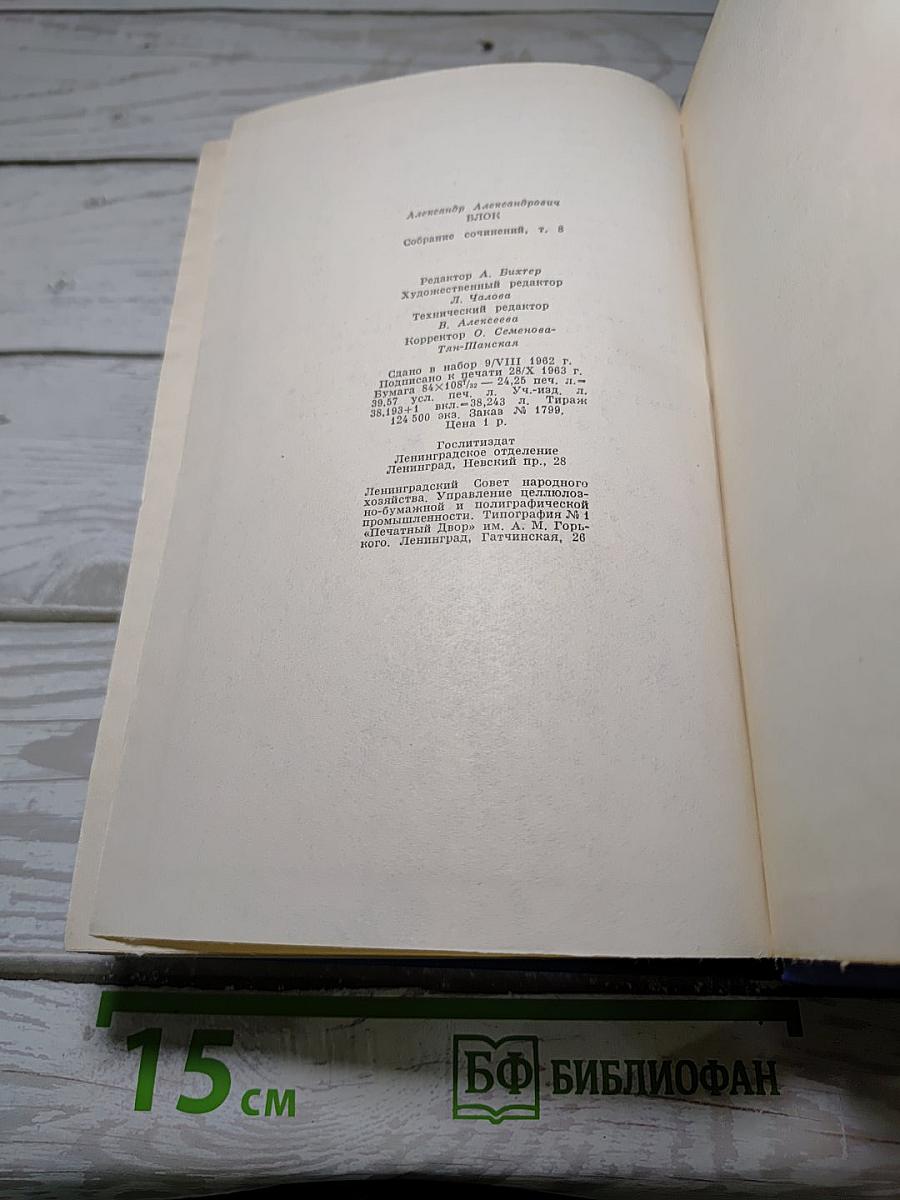 Александр Александрович
БЛОК
Собрание сочинений, т. 8
Редактор А. Бихтер
Художественный редактор
Л. Чалова
Технический редактор
В. Алексеева
Корректор О. Семенова-
Тян-Шанская
Сдано в набор 9/VIII 1962 г.
Подписано к печати 28/X 1963 г.
Бумага 84×108¹/₃₂ — 24,25 печ. л.=
39,57 усл. печ. л. Уч.-изд. л.
38,193+1 вкл.=38,243 л. Тираж
124 500 экз. Заказ № 1799.
Цена 1 р.
Гослитиздат
Ленинградское отделение
Ленинград, Невский пр., 28
Ленинградский Совет народного
хозяйства. Управление целлюлоз-
но-бумажной и полиграфической
промышленности. Типография № 1
«Печатный Двор» им. А. М. Горь-
кого. Ленинград, Гатчинская, 26
15 см
БФ БИБЛИОФАН